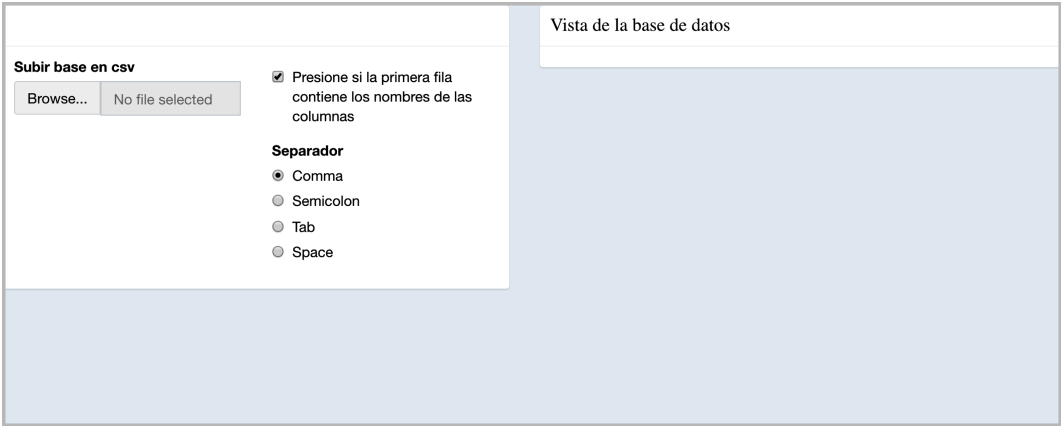 Subir base en csv
Browse... No file selected
Presione si la primera fila
contiene los nombres de las
columnas
Separador
Comma
Semicolon
Tab
Space
Vista de la base de datos